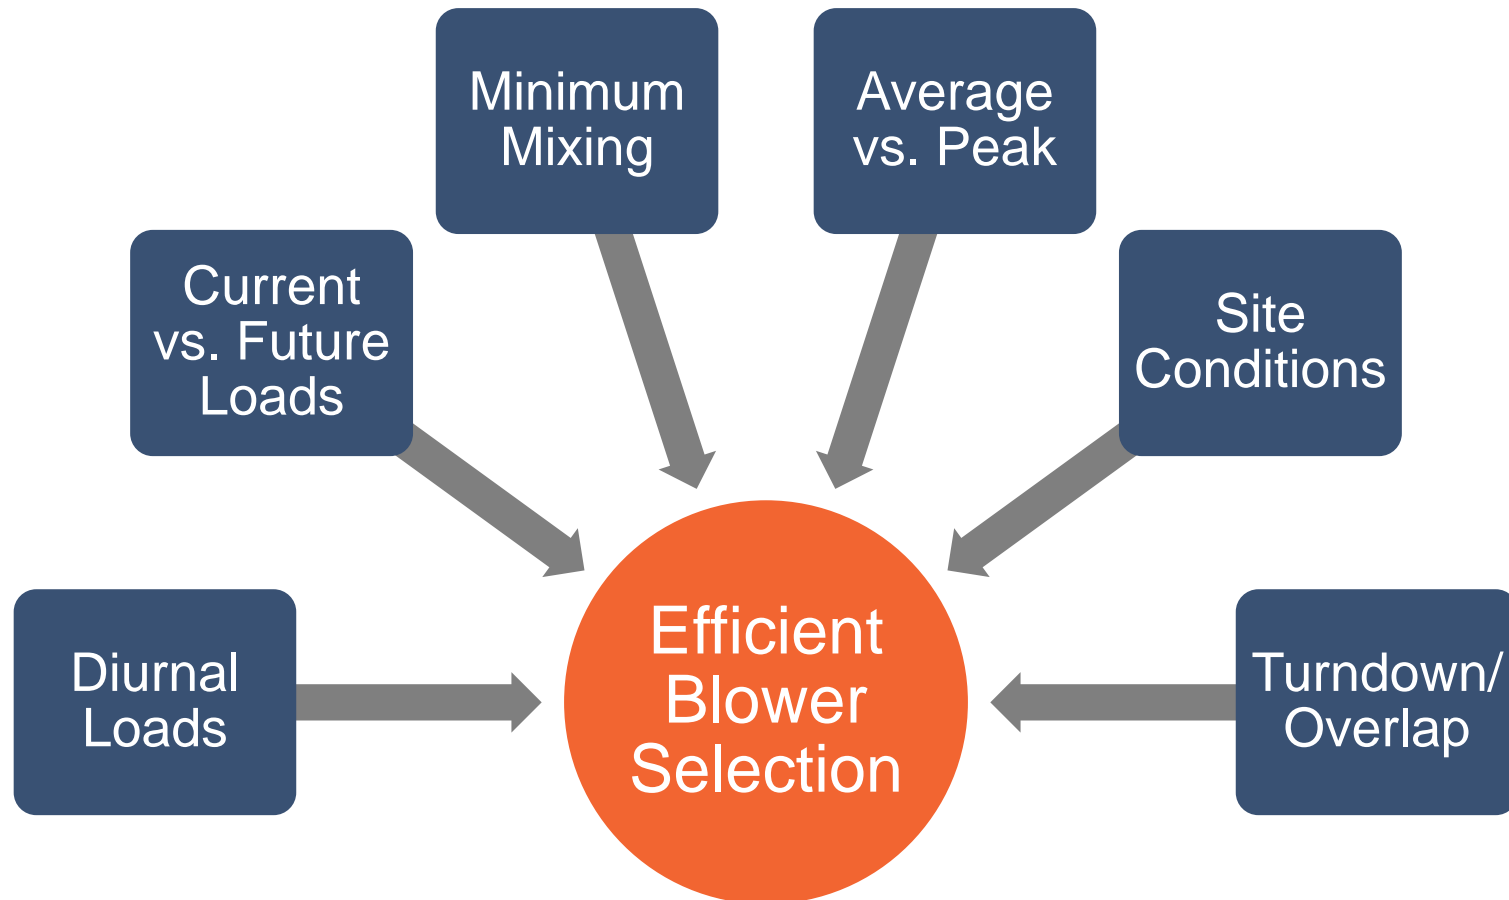 Minimum
Mixing
Average
vs. Peak
Current
vs. Future
Loads
Site
Conditions
Diurnal
Loads
Efficient
Blower
Selection
Turndown/
Overlap